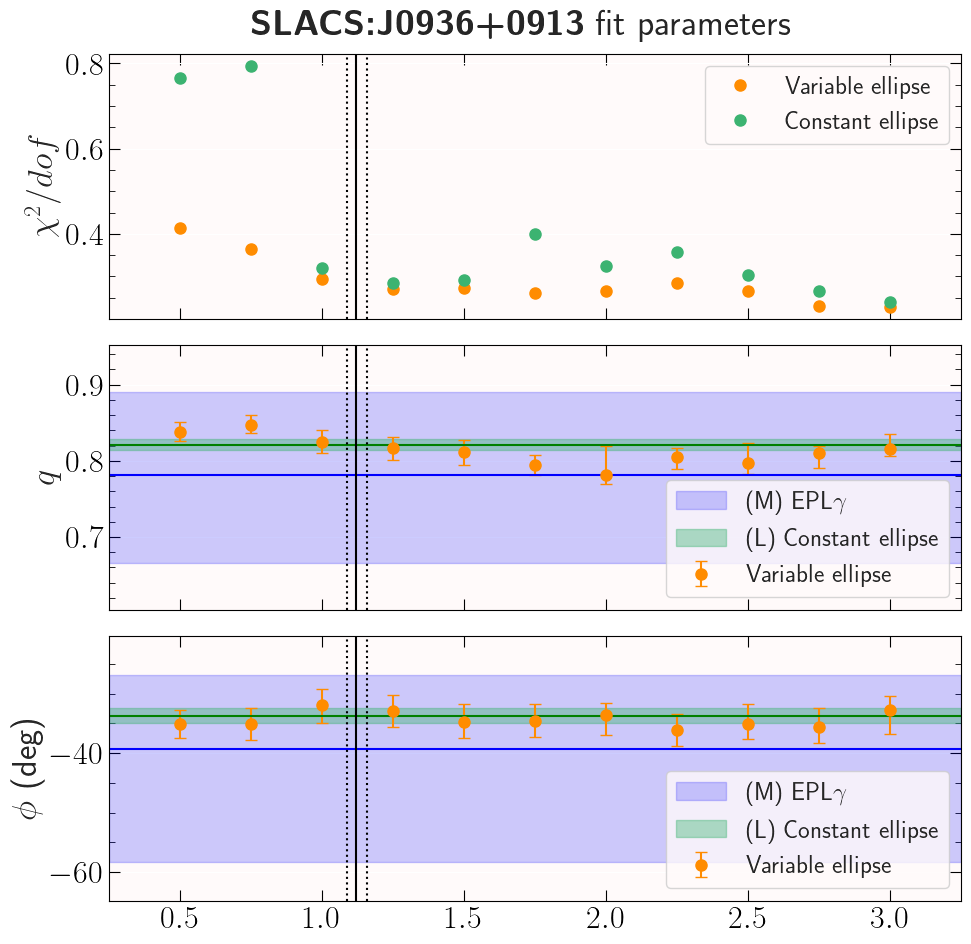 SLACS:J0936+0913 fit parameters
0.8
0.6
0.4
χ²/dof
Variable ellipse
Constant ellipse
0.9
0.8
0.7
q
(M) EPLγ
(L) Constant ellipse
Variable ellipse
−40
−60
ϕ (deg)
(M) EPLγ
(L) Constant ellipse
Variable ellipse
0.5 1.0 1.5 2.0 2.5 3.0